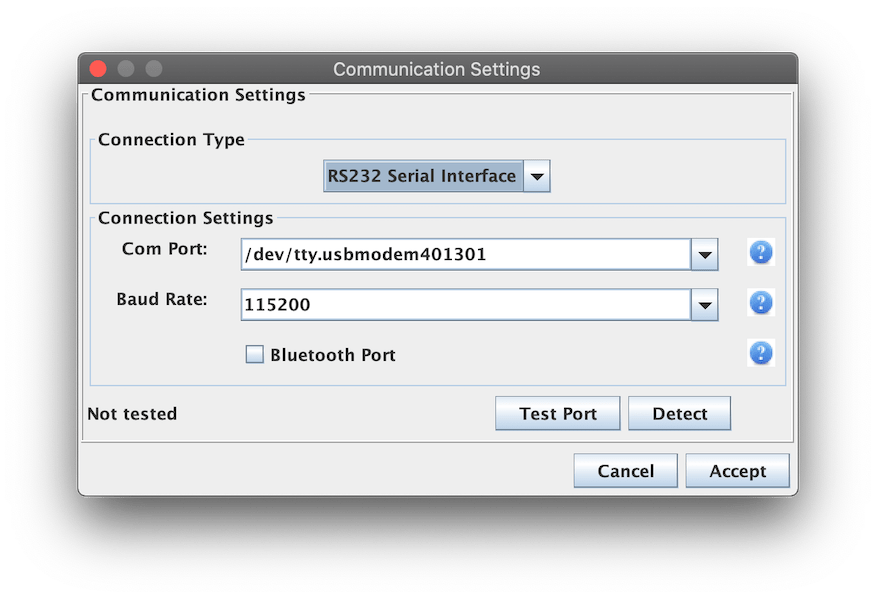 Communication Settings
Communication Settings
Connection Type
RS232 Serial Interface
Connection Settings
Com Port: /dev/tty.usbmodem401301 ?
Baud Rate: 115200 ?
Bluetooth Port ?
Not tested Test Port Detect
Cancel Accept